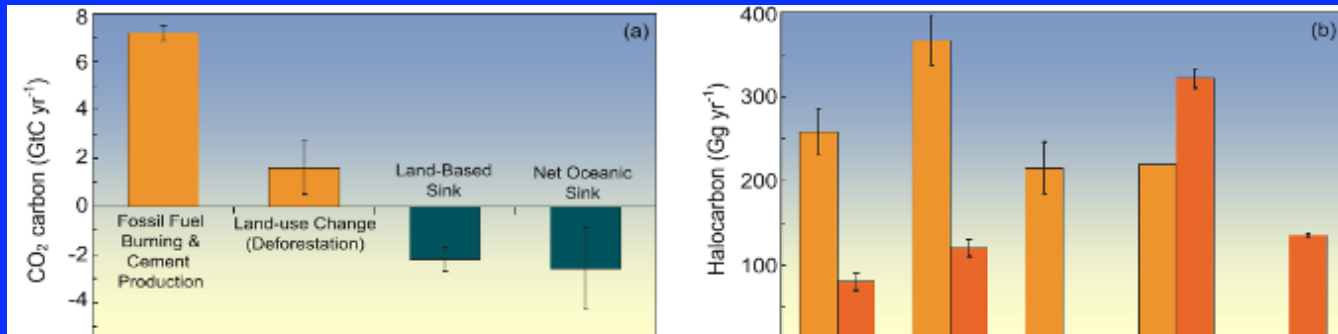 8
6
4
2
0
-2
-4
CO₂ carbon (GtC yr⁻¹)
(a)
Fossil Fuel
Burning &
Cement
Production
Land-use Change
(Deforestation)
Land-Based
Sink
Net Oceanic
Sink
400
300
200
100
Halocarbon (Gg yr⁻¹)
(b)